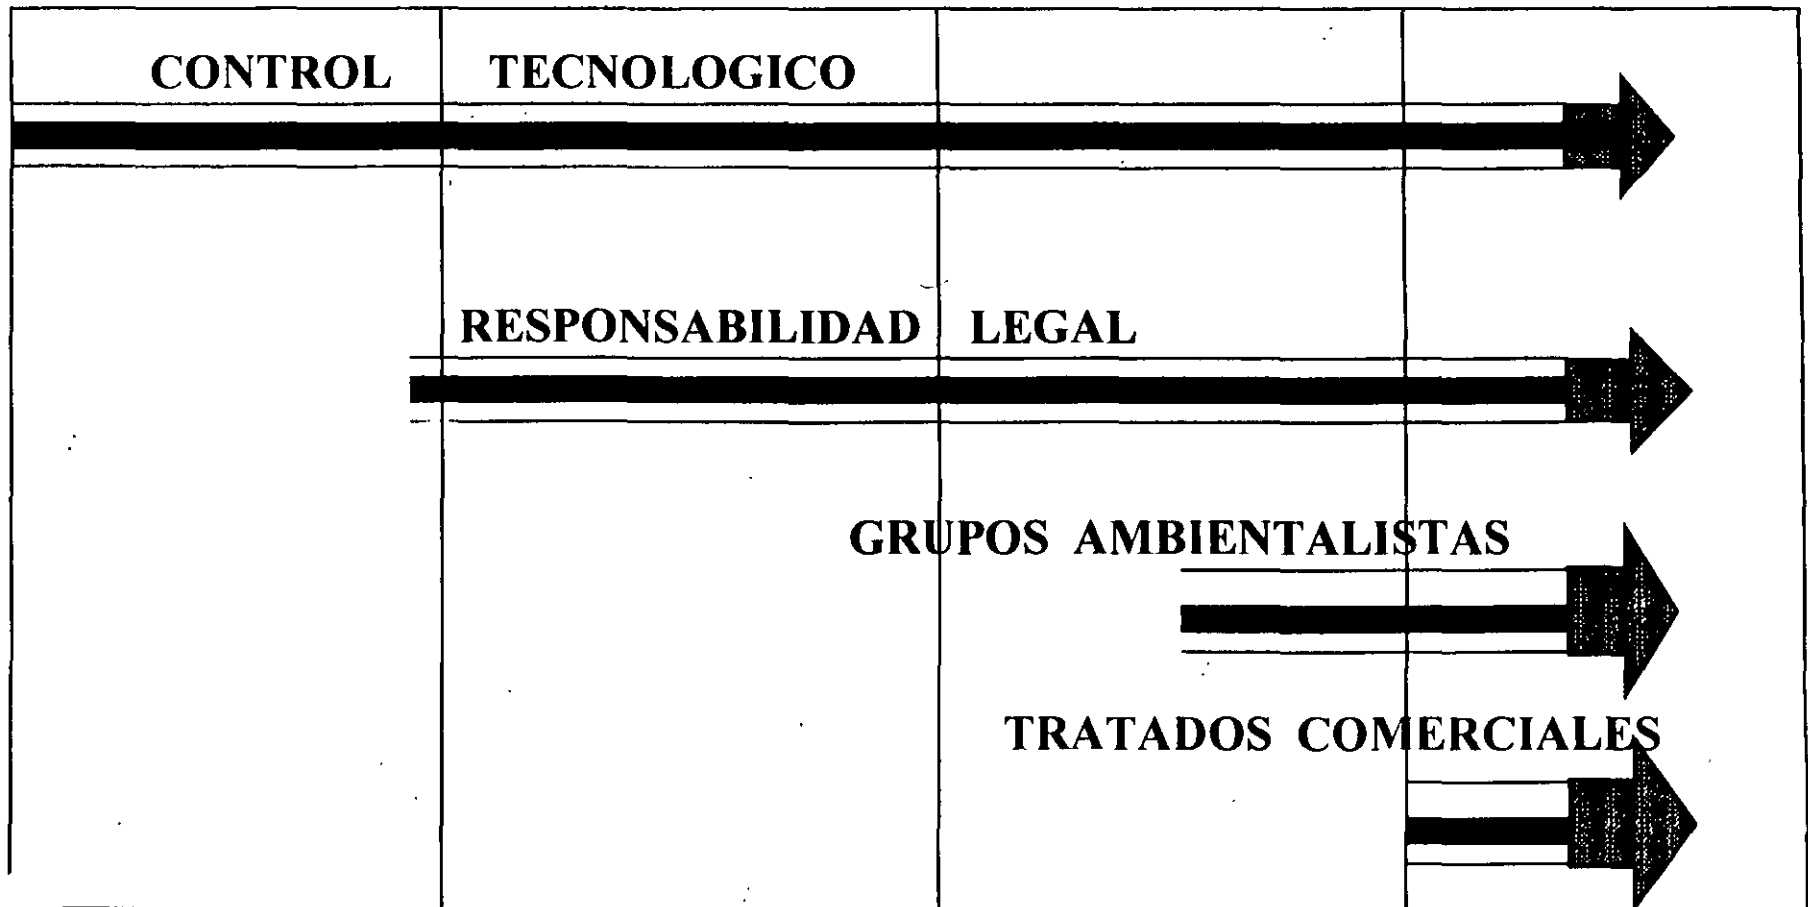 CONTROL TECNOLOGICO
RESPONSABILIDAD LEGAL
GRUPOS AMBIENTALISTAS
TRATADOS COMERCIALES